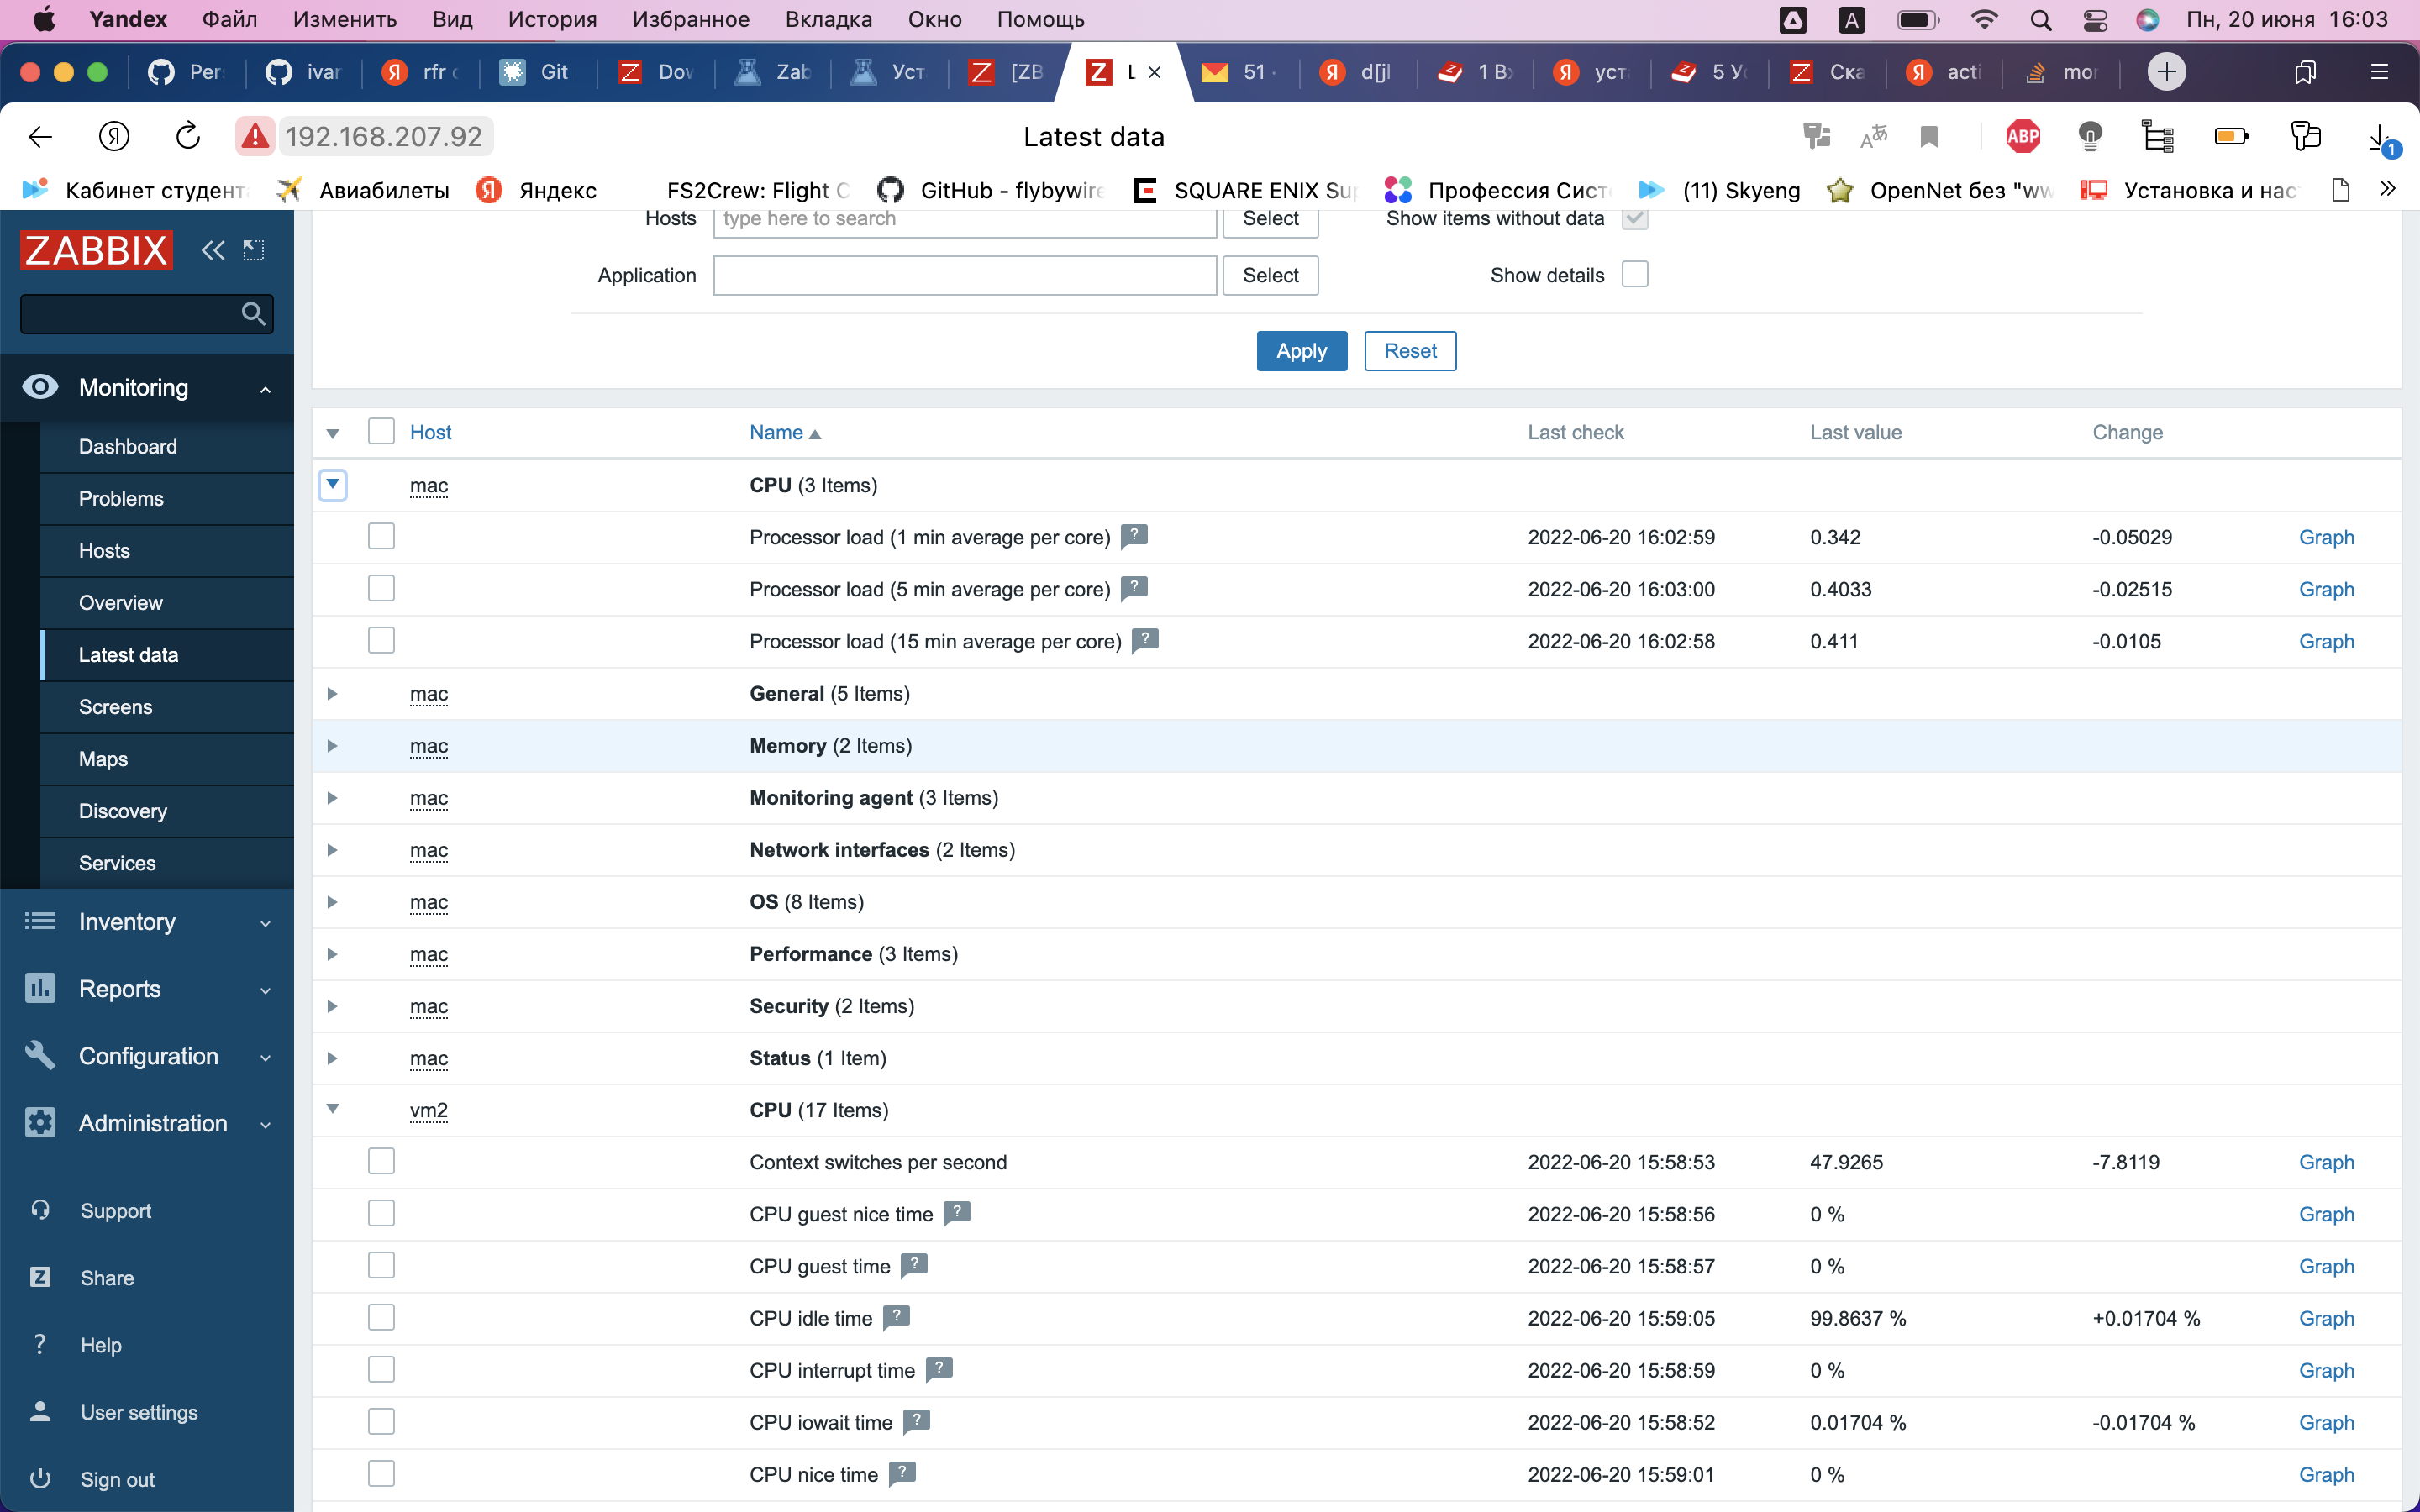 Yandex Файл Изменить Вид История Избранное Вкладка Окно Помощь A Пн, 20 июня 16:03
Per ivar rfr Git Dov Zab Уст [ZB L 51 d[jl 1 В уст 5 Ус Ска acti mor
192.168.207.92 Latest data ABP 1
Кабинет студент Авиабилеты Яндекс FS2Crew: Flight GitHub - flybywire SQUARE ENIX Sup Профессия Сист (11) Skyeng OpenNet без "ww Установка и нас
ZABBIX
Monitoring
Dashboard
Problems
Hosts
Overview
Latest data
Screens
Maps
Discovery
Services
Inventory
Reports
Configuration
Administration
Support
Share
Help
User settings
Sign out
Hosts type here to search Select Show items without data
Application Select Show details
Apply Reset
Host Name Last check Last value Change
mac CPU (3 Items)
Processor load (1 min average per core) ? 2022-06-20 16:02:59 0.342 -0.05029 Graph
Processor load (5 min average per core) ? 2022-06-20 16:03:00 0.4033 -0.02515 Graph
Processor load (15 min average per core) ? 2022-06-20 16:02:58 0.411 -0.0105 Graph
mac General (5 Items)
mac Memory (2 Items)
mac Monitoring agent (3 Items)
mac Network interfaces (2 Items)
mac OS (8 Items)
mac Performance (3 Items)
mac Security (2 Items)
mac Status (1 Item)
vm2 CPU (17 Items)
Context switches per second 2022-06-20 15:58:53 47.9265 -7.8119 Graph
CPU guest nice time ? 2022-06-20 15:58:56 0 % Graph
CPU guest time ? 2022-06-20 15:58:57 0 % Graph
CPU idle time ? 2022-06-20 15:59:05 99.8637 % +0.01704 % Graph
CPU interrupt time ? 2022-06-20 15:58:59 0 % Graph
CPU iowait time ? 2022-06-20 15:58:52 0.01704 % -0.01704 % Graph
CPU nice time ? 2022-06-20 15:59:01 0 % Graph